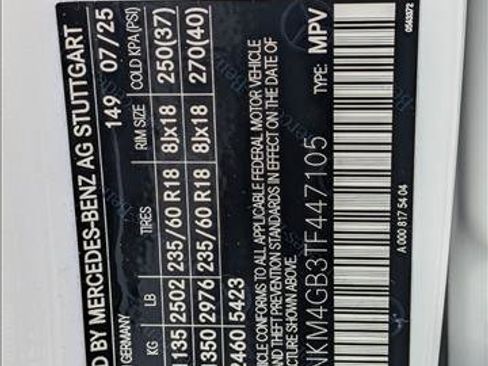 D BY MERCEDES-BENZ AG STUTTGART
GERMANY 149 07/25
KG LB TIRES RIM SIZE COLD KPA (PSI)
1135 2502 235/60 R18 8Jx18 250(37)
1350 2976 235/60 R18 8Jx18 270(40)
2460 5423
ICLE CONFORMS TO ALL APPLICABLE FEDERAL MOTOR VEHICLE
AND THEFT PREVENTION STANDARDS IN EFFECT ON THE DATE OF
CTURE SHOWN ABOVE.
NKM4GB3TF447105 TYPE: MPV
A 000 817 54 04
0543372